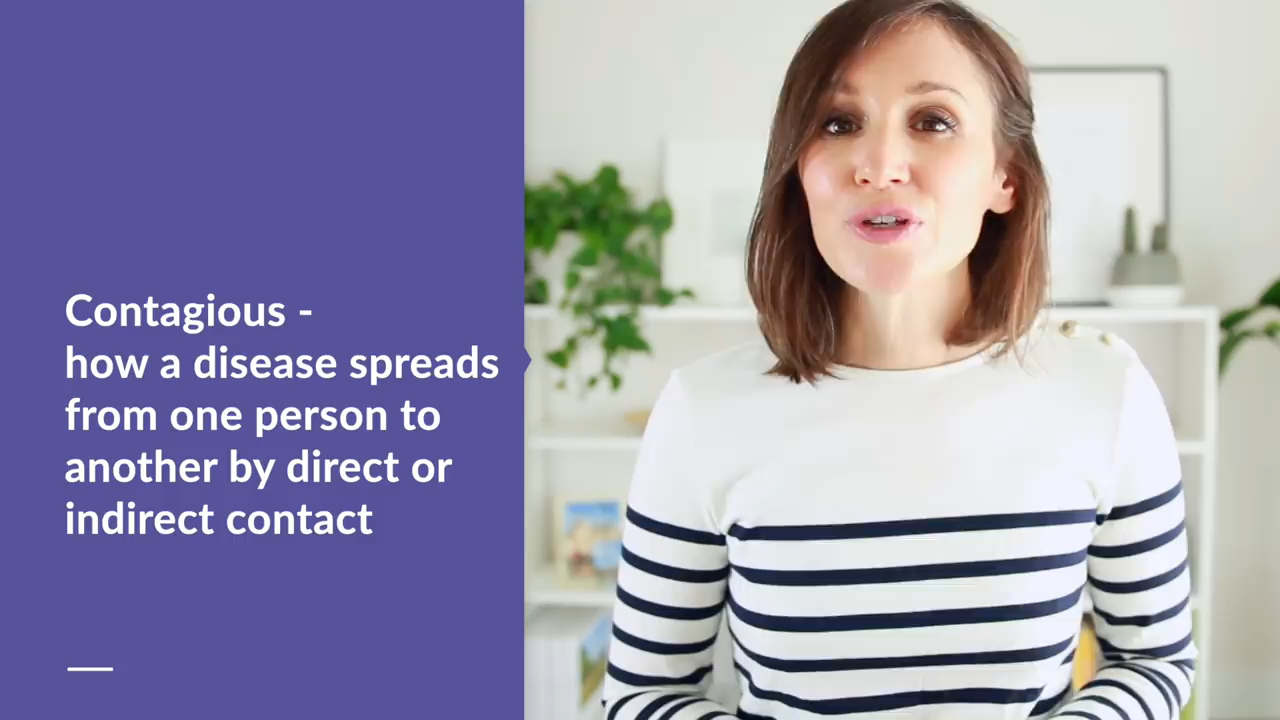 Contagious -
how a disease spreads
from one person to
another by direct or
indirect contact